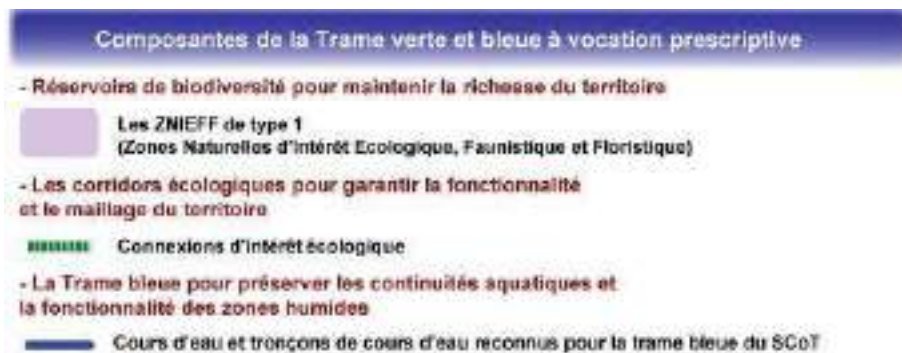 Composantes de la Trame verte et bleue à vocation prescriptive
- Réservoirs de biodiversité pour maintenir la richesse du territoire
Les ZNIEFF de type 1
(Zones Naturelles d'Intérêt Ecologique, Faunistique et Floristique)
- Les corridors écologiques pour garantir la fonctionnalité
et le maillage du territoire
Connexions d'intérêt écologique
- La Trame bleue pour préserver les continuités aquatiques et
la fonctionnalité des zones humides
Cours d'eau et tronçons de cours d'eau reconnus pour la trame bleue du SCoT